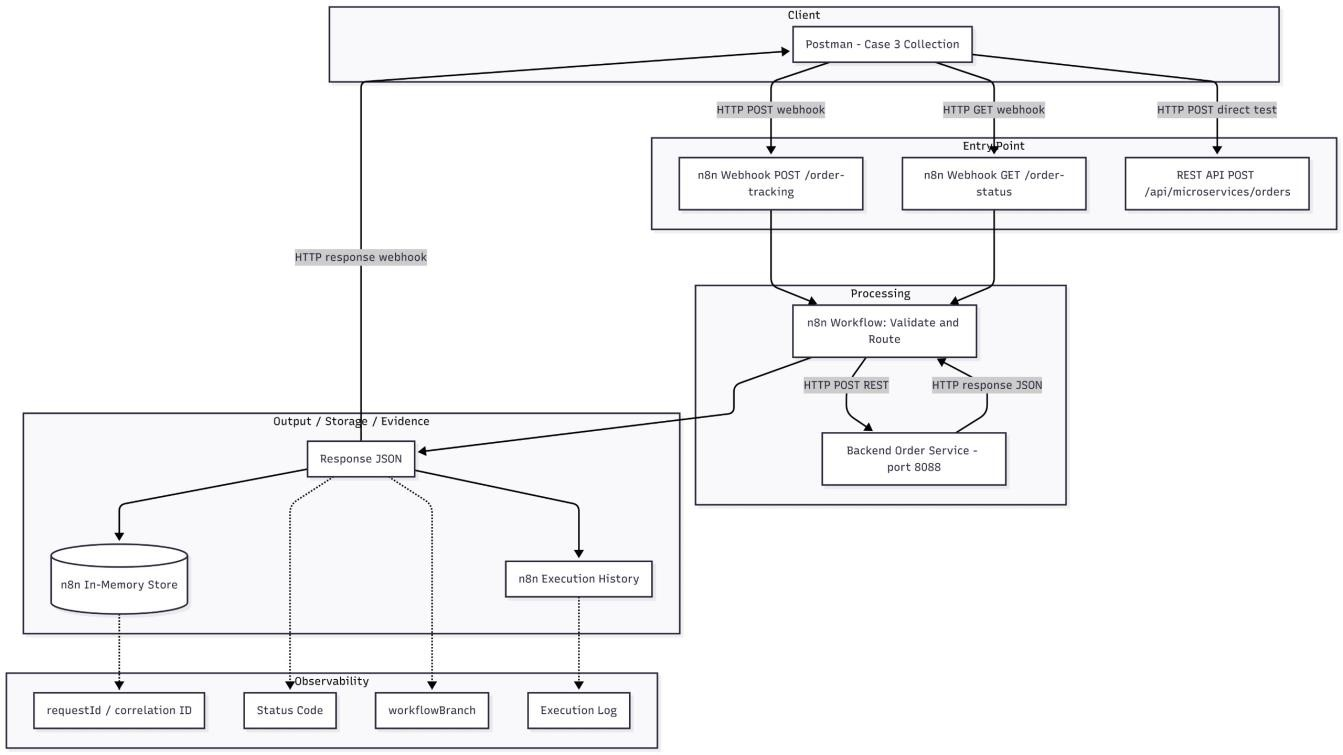 Client
Postman - Case 3 Collection
HTTP POST webhook
HTTP GET webhook
HTTP POST direct test
Entry Point
n8n Webhook POST /order-
tracking
n8n Webhook GET /order-
status
REST API POST
/api/microservices/orders
HTTP response webhook
Processing
n8n Workflow: Validate and
Route
HTTP POST REST
HTTP response JSON
Backend Order Service -
port 8088
Output / Storage / Evidence
Response JSON
n8n In-Memory Store
n8n Execution History
Observability
requestId / correlation ID
Status Code
workflowBranch
Execution Log